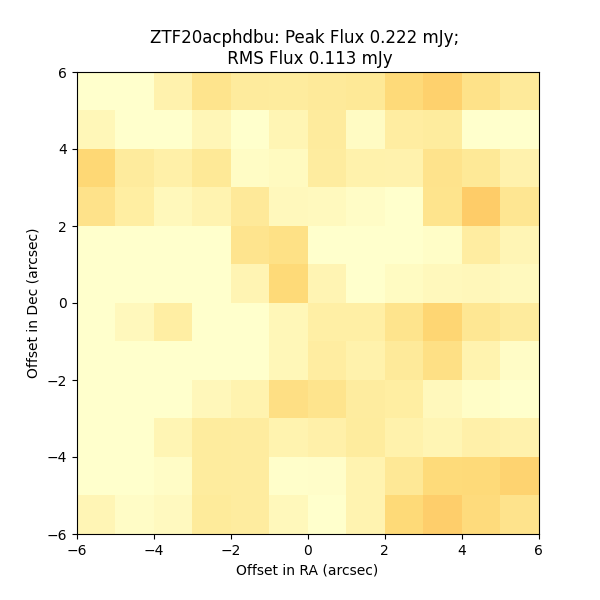 ZTF20acphdbu: Peak Flux 0.222 mJy;
RMS Flux 0.113 mJy
6
4
2
0
−2
−4
−6
Offset in Dec (arcsec)
−6 −4 −2 0 2 4 6
Offset in RA (arcsec)